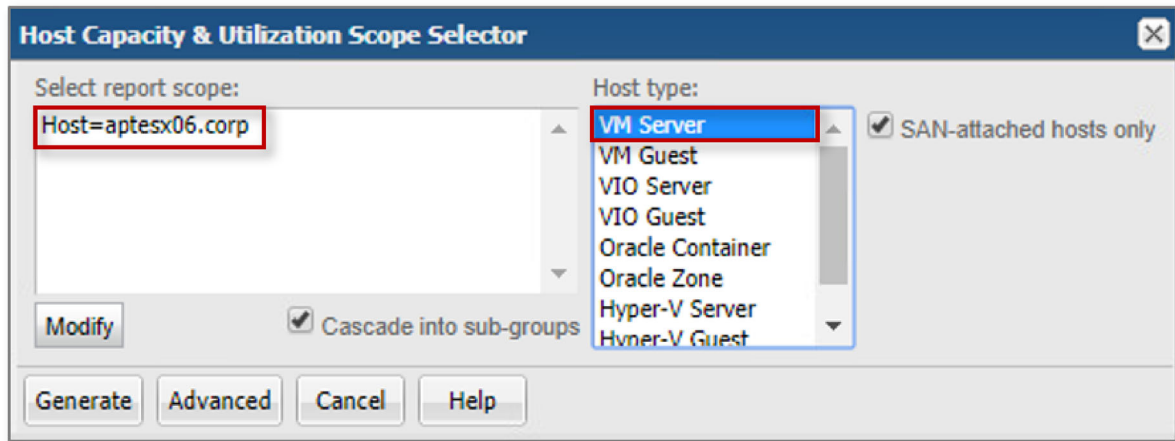 Host Capacity & Utilization Scope Selector
Select report scope:
Host=aptesx06.corp
Host type:
VM Server
VM Guest
VIO Server
VIO Guest
Oracle Container
Oracle Zone
Hyper-V Server
Hyper-V Guest
SAN-attached hosts only
Modify
Cascade into sub-groups
Generate
Advanced
Cancel
Help